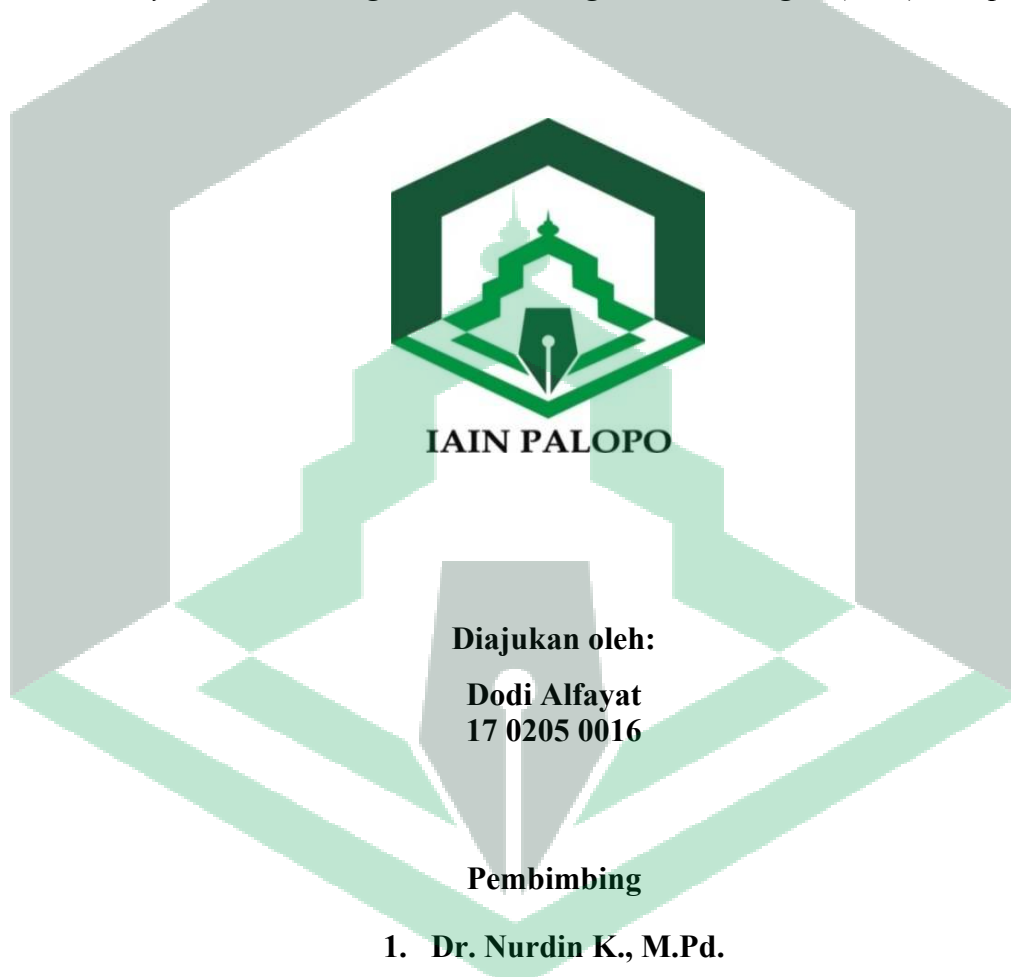 IAIN PALOPO
Diajukan oleh:
Dodi Alfayat
17 0205 0016
Pembimbing
1. Dr. Nurdin K., M.Pd.